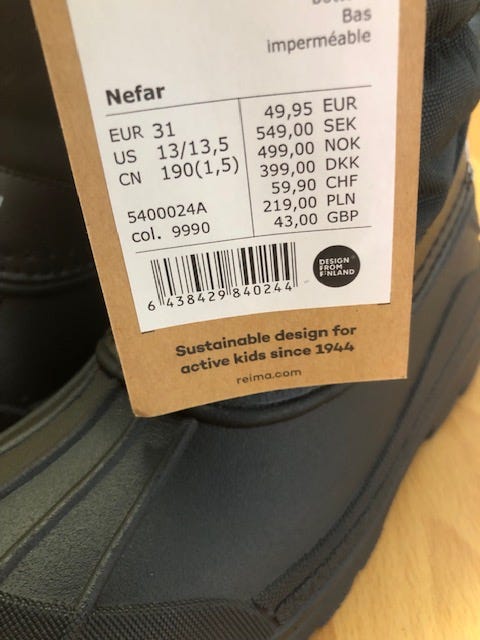 Bas
imperméable
Nefar
EUR 31
US 13/13,5
CN 190(1,5)
5400024A
col. 9990
49,95 EUR
549,00 SEK
499,00 NOK
399,00 DKK
59,90 CHF
219,00 PLN
43,00 GBP
6 438429 840244
DESIGN
FROM
FINLAND
Sustainable design for
active kids since 1944
reima.com